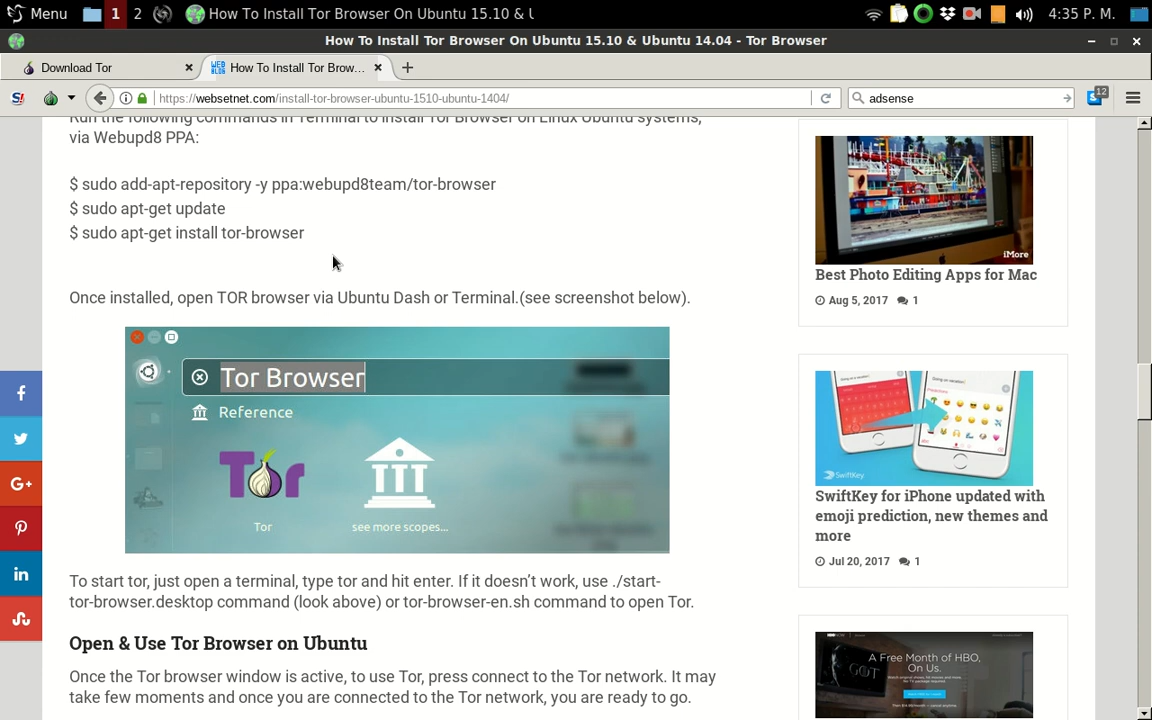 Menu
1
2
How To Install Tor Browser On Ubuntu 15.10 & U
4:35 P. M.
How To Install Tor Browser On Ubuntu 15.10 & Ubuntu 14.04 - Tor Browser
Download Tor
How To Install Tor Brow...
https://websetnet.com/install-tor-browser-ubuntu-1510-ubuntu-1404/
adsense
12
Run the following commands in Terminal to install Tor Browser on Linux Ubuntu systems,
via Webupd8 PPA:
$ sudo add-apt-repository -y ppa:webupd8team/tor-browser
$ sudo apt-get update
$ sudo apt-get install tor-browser
Once installed, open TOR browser via Ubuntu Dash or Terminal.(see screenshot below).
Tor Browser
Reference
Tor
Tor
see more scopes...
To start tor, just open a terminal, type tor and hit enter. If it doesn’t work, use ./start-
tor-browser.desktop command (look above) or tor-browser-en.sh command to open Tor.
Open & Use Tor Browser on Ubuntu
Once the Tor browser window is active, to use Tor, press connect to the Tor network. It may
take few moments and once you are connected to the Tor network, you are ready to go.
iMore
Best Photo Editing Apps for Mac
Aug 5, 2017
1
SwiftKey
SwiftKey for iPhone updated with
emoji prediction, new themes and
more
Jul 20, 2017
1
A Free Month of HBO,
On Us.
GOT